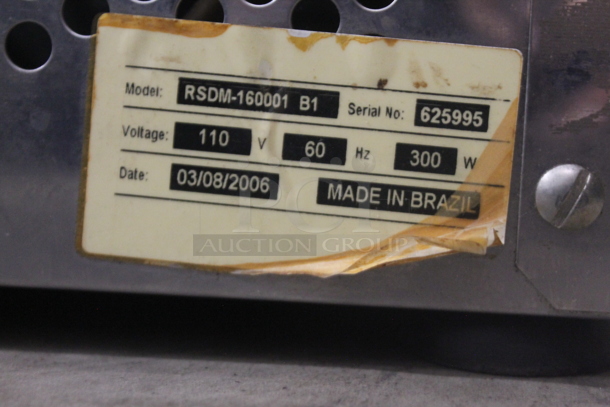 Model: RSDM-160001 B1 Serial No: 625995
Voltage: 110 V 60 Hz 300 W
Date: 03/08/2006 MADE IN BRAZIL
PCI
AUCTION GROUP